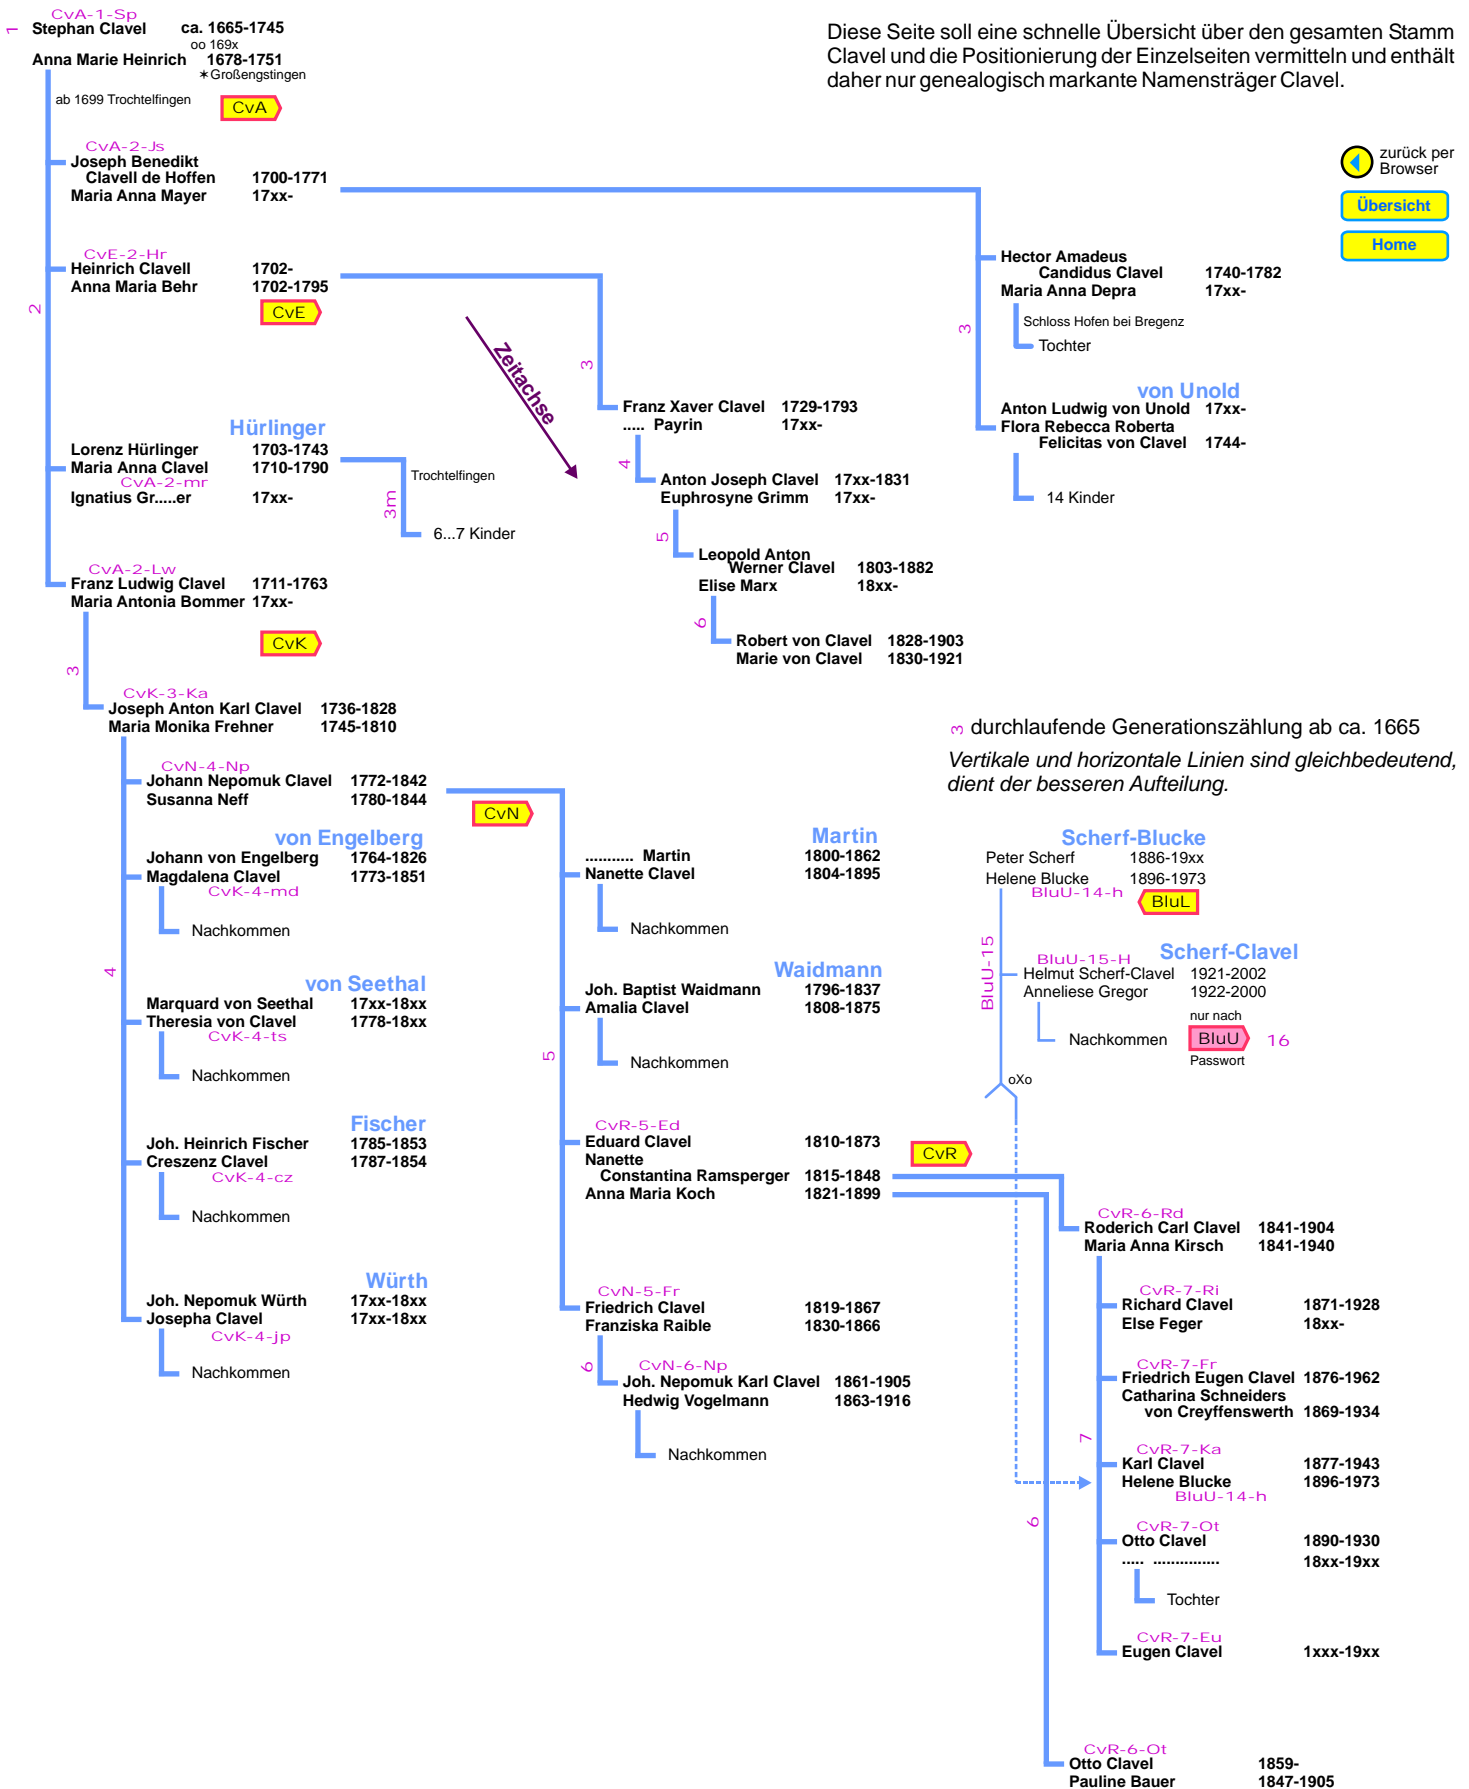 CvA-1-Sp
1
Stephan Clavel ca. 1665-1745
oo 169x
Anna Marie Heinrich 1678-1751
✶Großengstingen
ab 1699 Trochtelfingen
CvA
Diese Seite soll eine schnelle Übersicht über den gesamten Stamm
Clavel und die Positionierung der Einzelseiten vermitteln und enthält
daher nur genealogisch markante Namensträger Clavel.
zurück per
Browser
Übersicht
Home
CvA-2-Js
Joseph Benedikt
Clavell de Hoffen 1700-1771
Maria Anna Mayer 17xx-
CvE-2-Hr
Heinrich Clavell 1702-
Anna Maria Behr 1702-1795
CvE
2
Hürlinger
Lorenz Hürlinger 1703-1743
Maria Anna Clavel 1710-1790
CvA-2-mr
Ignatius Gr.....er 17xx-
Trochtelfingen
3m
6...7 Kinder
CvA-2-Lw
Franz Ludwig Clavel 1711-1763
Maria Antonia Bommer 17xx-
CvK
3
Zeitachse
3
Franz Xaver Clavel 1729-1793
..... Payrin 17xx-
4
Anton Joseph Clavel 17xx-1831
Euphrosyne Grimm 17xx-
5
Leopold Anton
Werner Clavel 1803-1882
Elise Marx 18xx-
6
Robert von Clavel 1828-1903
Marie von Clavel 1830-1921
3
Hector Amadeus
Candidus Clavel 1740-1782
Maria Anna Depra 17xx-
Schloss Hofen bei Bregenz
Tochter
von Unold
Anton Ludwig von Unold 17xx-
Flora Rebecca Roberta
Felicitas von Clavel 1744-
14 Kinder
CvK-3-Ka
Joseph Anton Karl Clavel 1736-1828
Maria Monika Frehner 1745-1810
3 durchlaufende Generationszählung ab ca. 1665
Vertikale und horizontale Linien sind gleichbedeutend,
dient der besseren Aufteilung.
CvN-4-Np
Johann Nepomuk Clavel 1772-1842
Susanna Neff 1780-1844
CvN
von Engelberg
Johann von Engelberg 1764-1826
Magdalena Clavel 1773-1851
CvK-4-md
Nachkommen
4
von Seethal
Marquard von Seethal 17xx-18xx
Theresia von Clavel 1778-18xx
CvK-4-ts
Nachkommen
Fischer
Joh. Heinrich Fischer 1785-1853
Creszenz Clavel 1787-1854
CvK-4-cz
Nachkommen
Würth
Joh. Nepomuk Würth 17xx-18xx
Josepha Clavel 17xx-18xx
CvK-4-jp
Nachkommen
Martin
........... Martin 1800-1862
Nanette Clavel 1804-1895
Nachkommen
Waidmann
Joh. Baptist Waidmann 1796-1837
Amalia Clavel 1808-1875
5
Nachkommen
CvR-5-Ed
Eduard Clavel 1810-1873
Nanette
Constantina Ramsperger 1815-1848
Anna Maria Koch 1821-1899
CvR
CvN-5-Fr
Friedrich Clavel 1819-1867
Franziska Raible 1830-1866
6
CvN-6-Np
Joh. Nepomuk Karl Clavel 1861-1905
Hedwig Vogelmann 1863-1916
Nachkommen
Scherf-Blucke
Peter Scherf 1886-19xx
Helene Blucke 1896-1973
BluU-14-h
BluL
BluU-15
Scherf-Clavel
BluU-15-H
Helmut Scherf-Clavel 1921-2002
Anneliese Gregor 1922-2000
nur nach
Nachkommen BluU 16
Passwort
oXo
CvR-6-Rd
Roderich Carl Clavel 1841-1904
Maria Anna Kirsch 1841-1940
CvR-7-Ri
Richard Clavel 1871-1928
Else Feger 18xx-
CvR-7-Fr
Friedrich Eugen Clavel 1876-1962
Catharina Schneiders
von Creyffenswerth 1869-1934
7
CvR-7-Ka
Karl Clavel 1877-1943
Helene Blucke 1896-1973
BluU-14-h
6
CvR-7-Ot
Otto Clavel 1890-1930
..... ............... 18xx-19xx
Tochter
CvR-7-Eu
Eugen Clavel 1xxx-19xx
CvR-6-Ot
Otto Clavel 1859-
Pauline Bauer 1847-1905